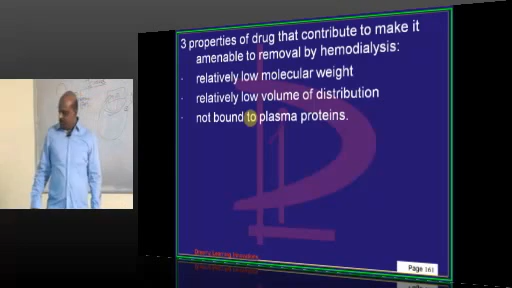 3 properties of drug that contribute to make it
amenable to removal by hemodialysis:
· relatively low molecular weight
· relatively low volume of distribution
· not bound to plasma proteins.
Page 161